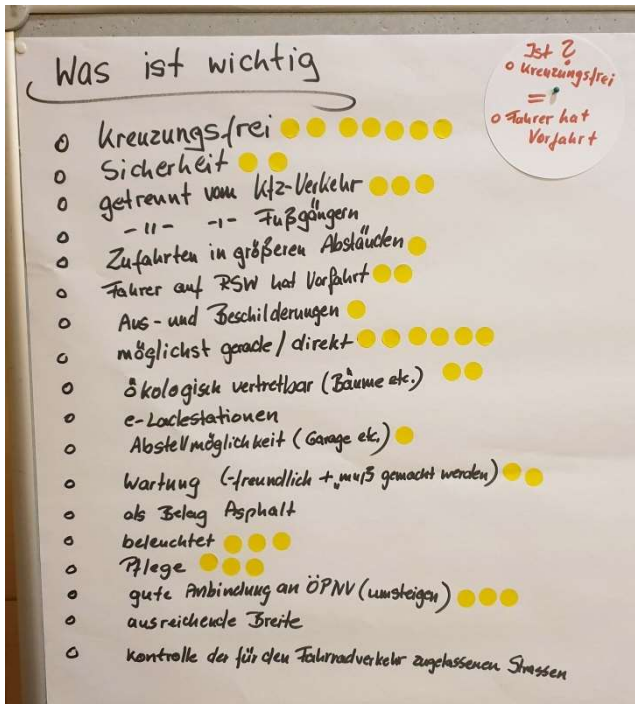 Was ist wichtig
Ist ?
o Kreuzungsfrei
=
o Fahrer hat
Vorfahrt
o Kreuzungsfrei
o Sicherheit
o getrennt vom Kfz-Verkehr
o -"- -"- Fußgängern
o Zufahrten in größeren Abständen
o Fahrer auf RSW hat Vorfahrt
o Aus- und Beschilderungen
o möglichst gerade/direkt
o ökologisch vertretbar (Bäume etc.)
o e-Ladestationen
o Abstellmöglichkeit (Garage etc.)
o Wartung (-freundlich + „muß gemacht werden)
o als Belag Asphalt
o beleuchtet
o Pflege
o gute Anbindung an ÖPNV (umsteigen)
o ausreichende Breite
o Kontrolle der für den Fahrradverkehr zugelassenen Strassen